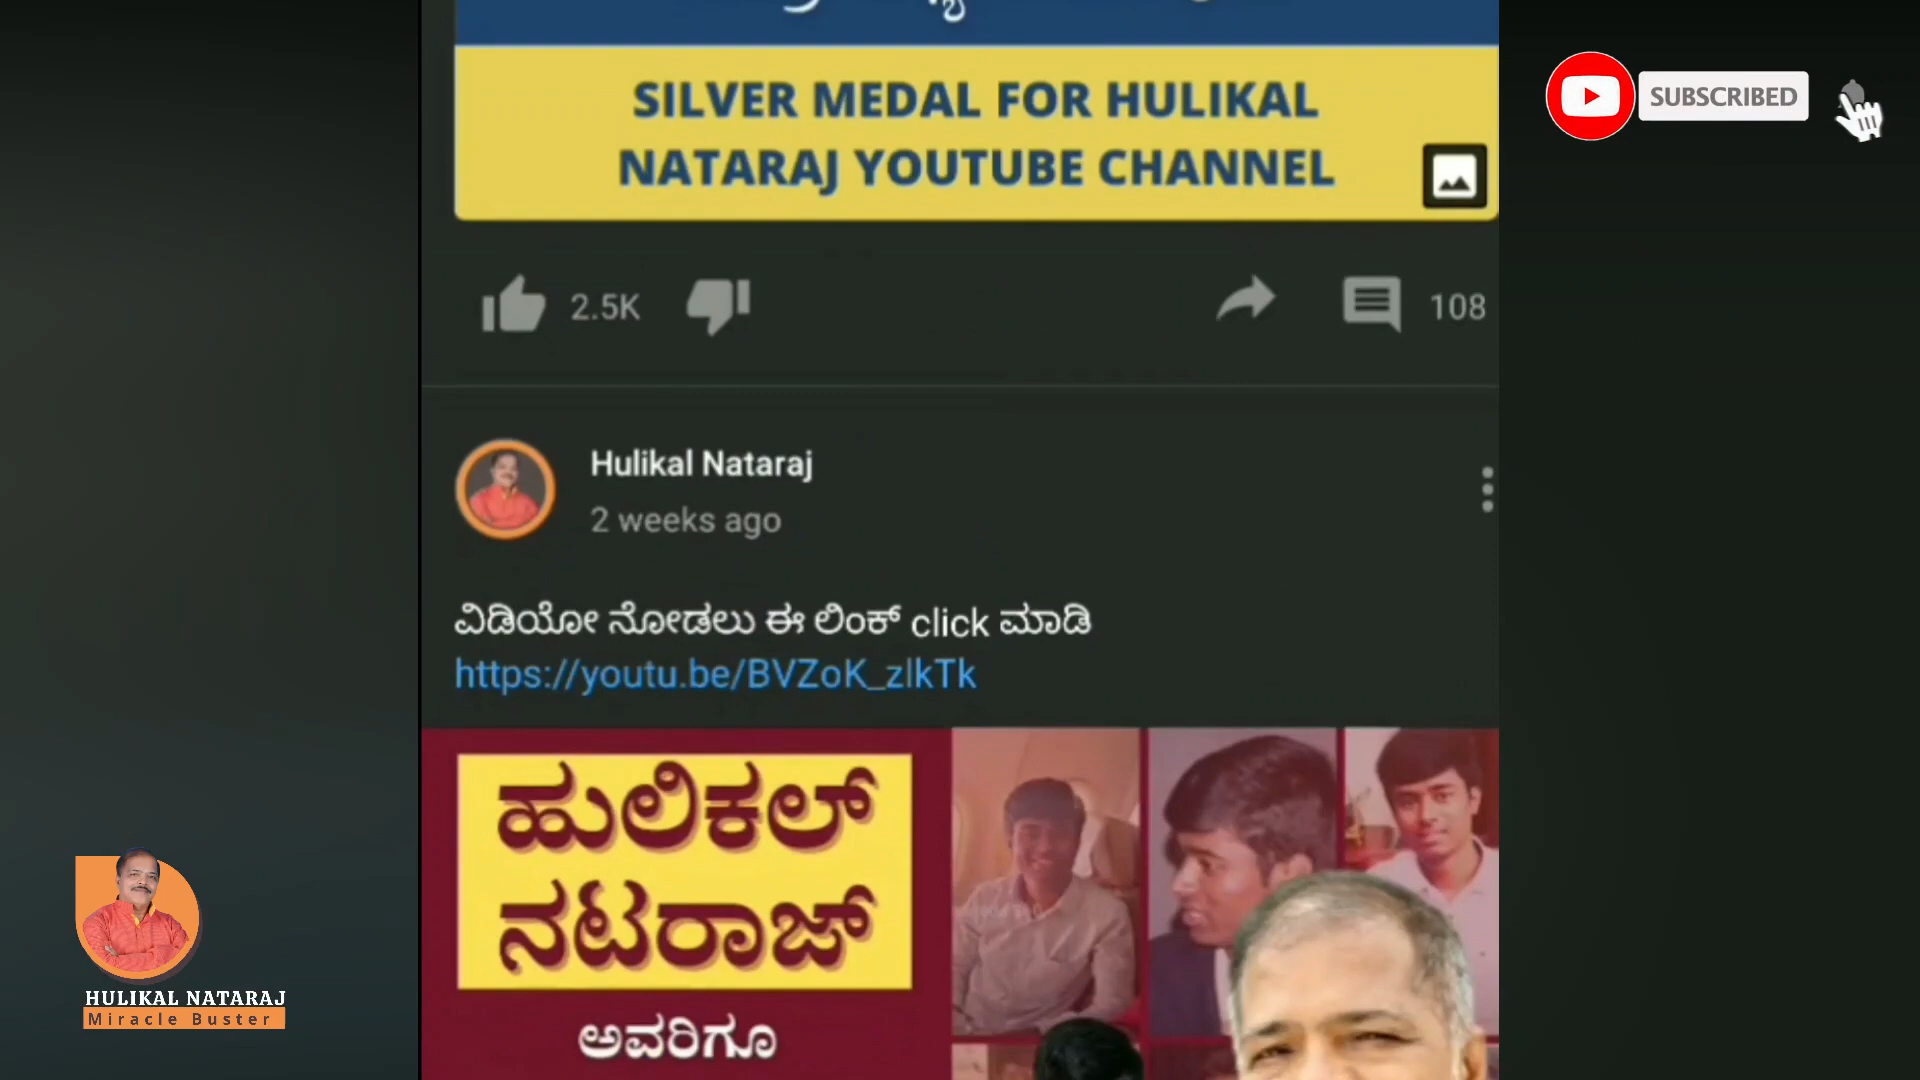 SILVER MEDAL FOR HULIKAL
NATARAJ YOUTUBE CHANNEL
SUBSCRIBED
2.5K
108
Hulikal Nataraj
2 weeks ago
ವಿಡಿಯೋ ನೋಡಲು ಈ ಲಿಂಕ್ click ಮಾಡಿ
https://youtu.be/BVZoK_zlkTk
ಹುಲಿಕಲ್
ನಟರಾಜ್
ಅವರಿಗೂ
HULIKAL NATARAJ
Miracle Buster